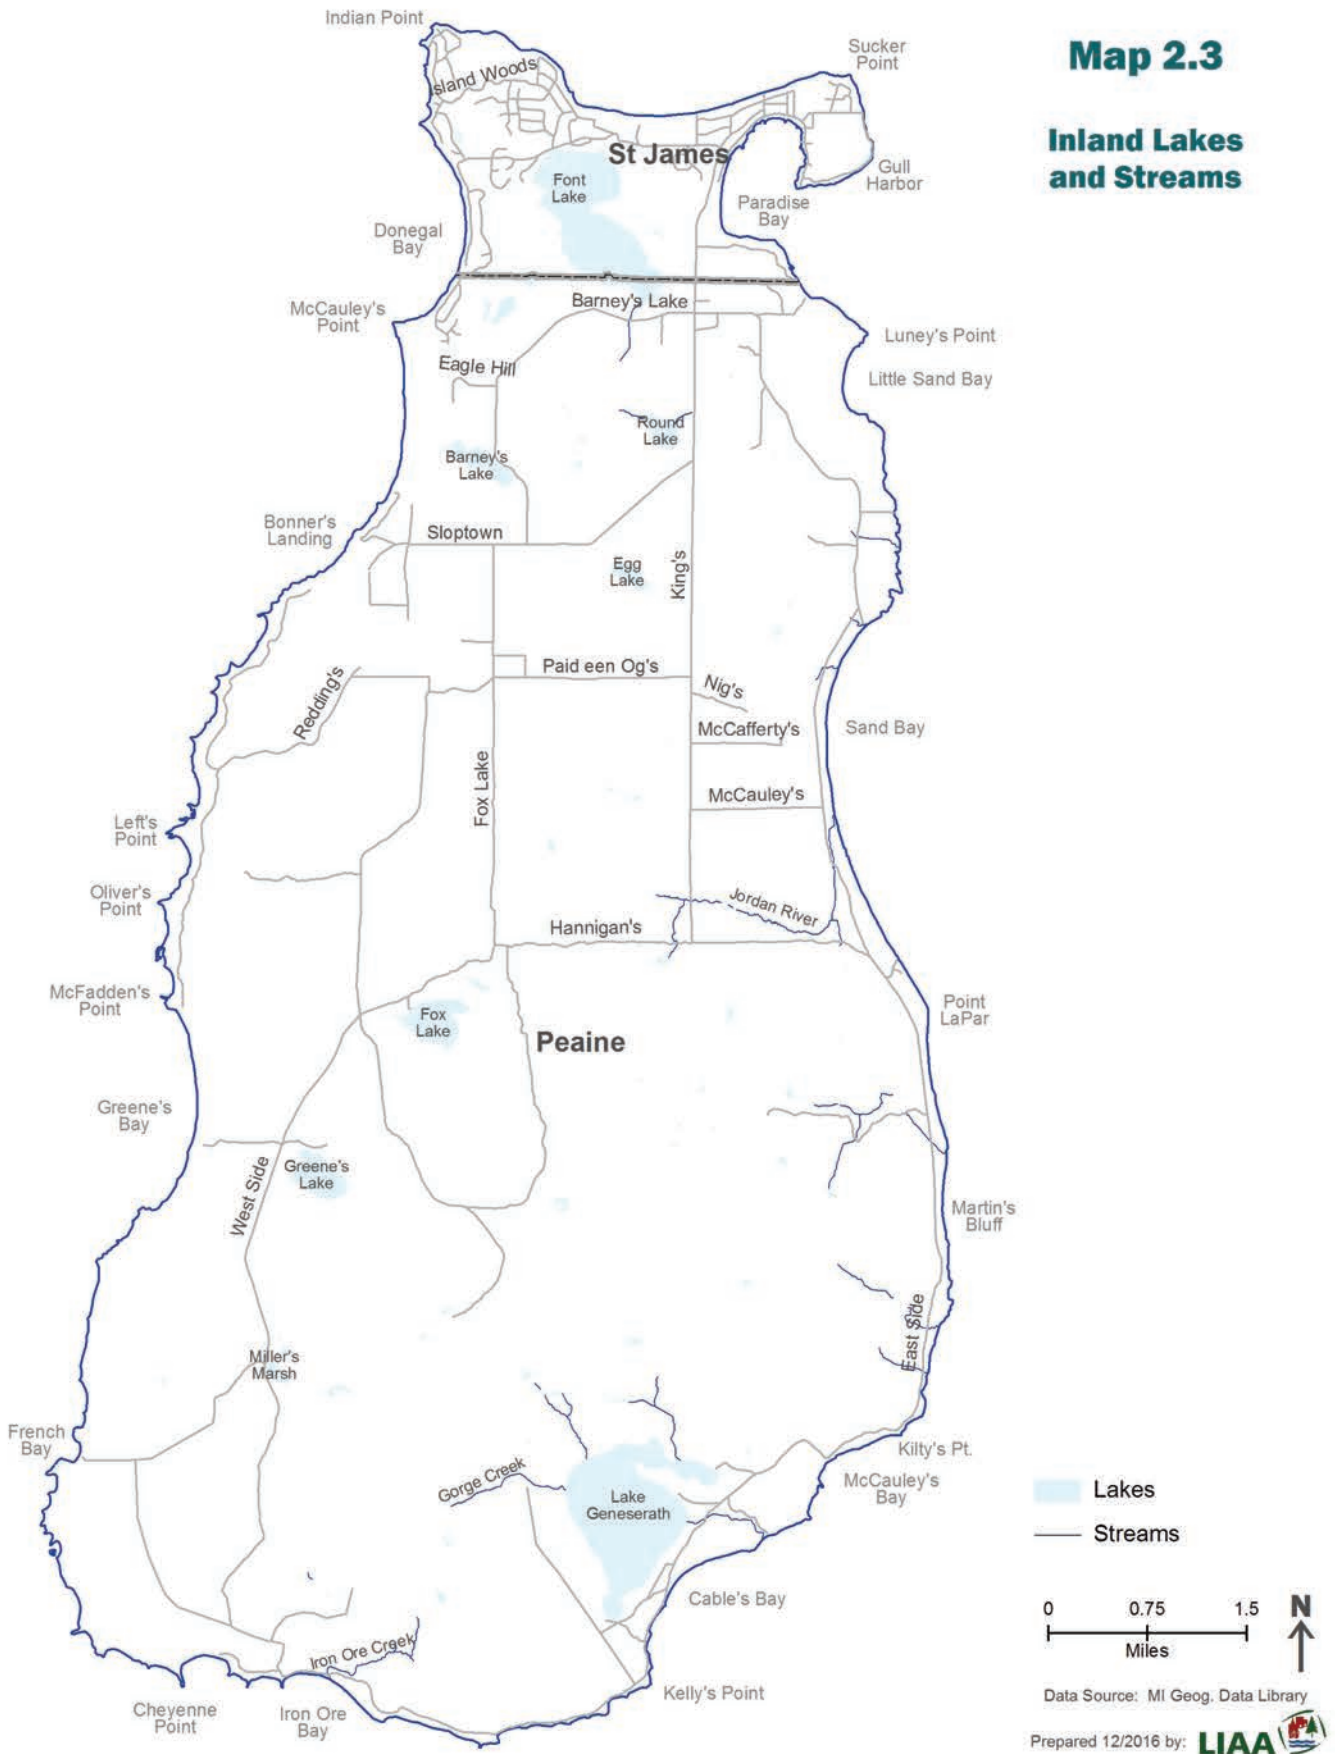 Map 2.3
Inland Lakes
and Streams
Indian Point
Sucker
Point
Island Woods
St James
Font
Lake
Gull
Harbor
Paradise
Bay
Donegal
Bay
McCauley's
Point
Barney's Lake
Luney's Point
Eagle Hill
Little Sand Bay
Round
Lake
Barney's
Lake
Bonner's
Landing
Sloptown
Egg
Lake
King's
Paid een Og's
Redding's
Nig's
McCafferty's
Sand Bay
Fox Lake
McCauley's
Left's
Point
Oliver's
Point
Jordan River
Hannigan's
McFadden's
Point
Point
LaPar
Fox
Lake
Peaine
Greene's
Bay
Greene's
Lake
West Side
Martin's
Bluff
East Side
Miller's
Marsh
French
Bay
Kilty's Pt.
Gorge Creek
McCauley's
Bay
Lake
Geneserath
Cable's Bay
Iron Ore Creek
Kelly's Point
Cheyenne
Point
Iron Ore
Bay
Lakes
Streams
0 0.75 1.5
Miles
N
Data Source: MI Geog. Data Library
Prepared 12/2016 by: LIAA